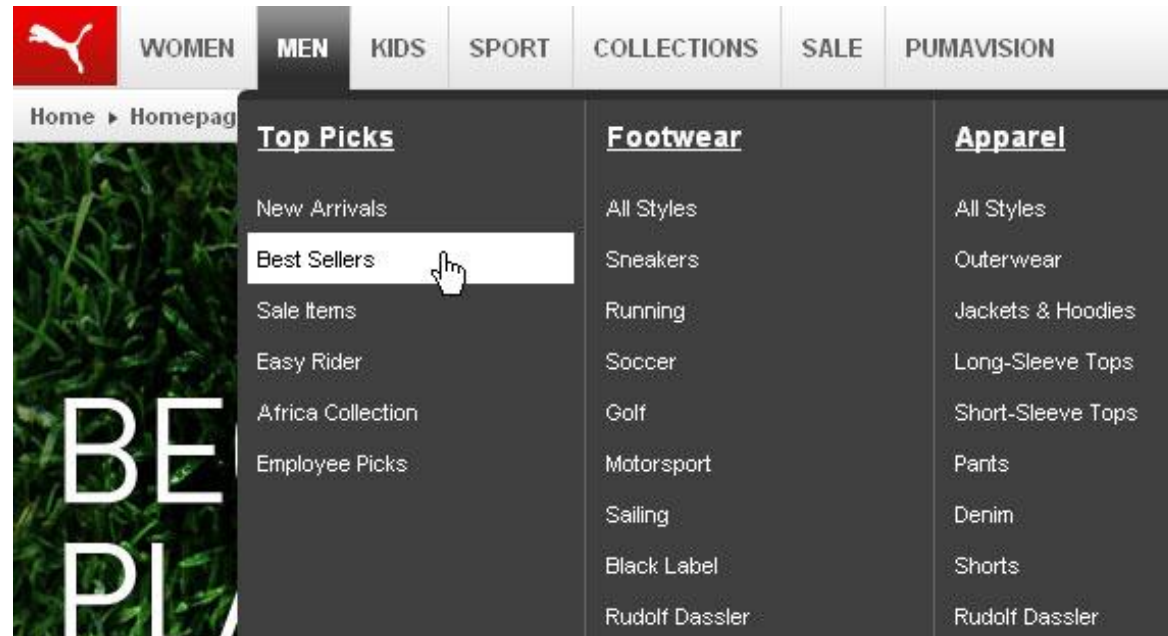 WOMEN MEN KIDS SPORT COLLECTIONS SALE PUMAVISION
Home ▸ Homepag
Top Picks
New Arrivals
Best Sellers
Sale Items
Easy Rider
Africa Collection
Employee Picks
Footwear
All Styles
Sneakers
Running
Soccer
Golf
Motorsport
Sailing
Black Label
Rudolf Dassler
Apparel
All Styles
Outerwear
Jackets & Hoodies
Long-Sleeve Tops
Short-Sleeve Tops
Pants
Denim
Shorts
Rudolf Dassler
BE
PL